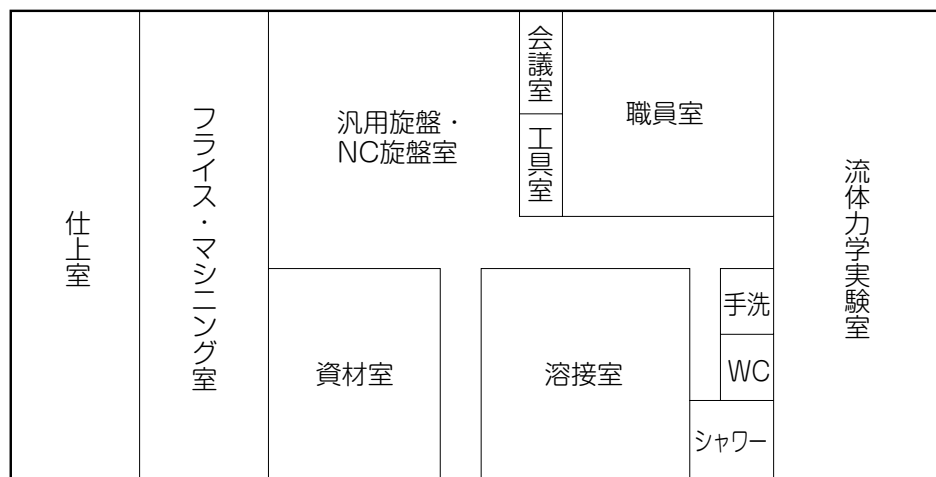 仕上室
フライス・マシニング室
汎用旋盤・
NC旋盤室
会議室
工具室
職員室
資材室
溶接室
手洗
WC
シャワー
流体力学実験室